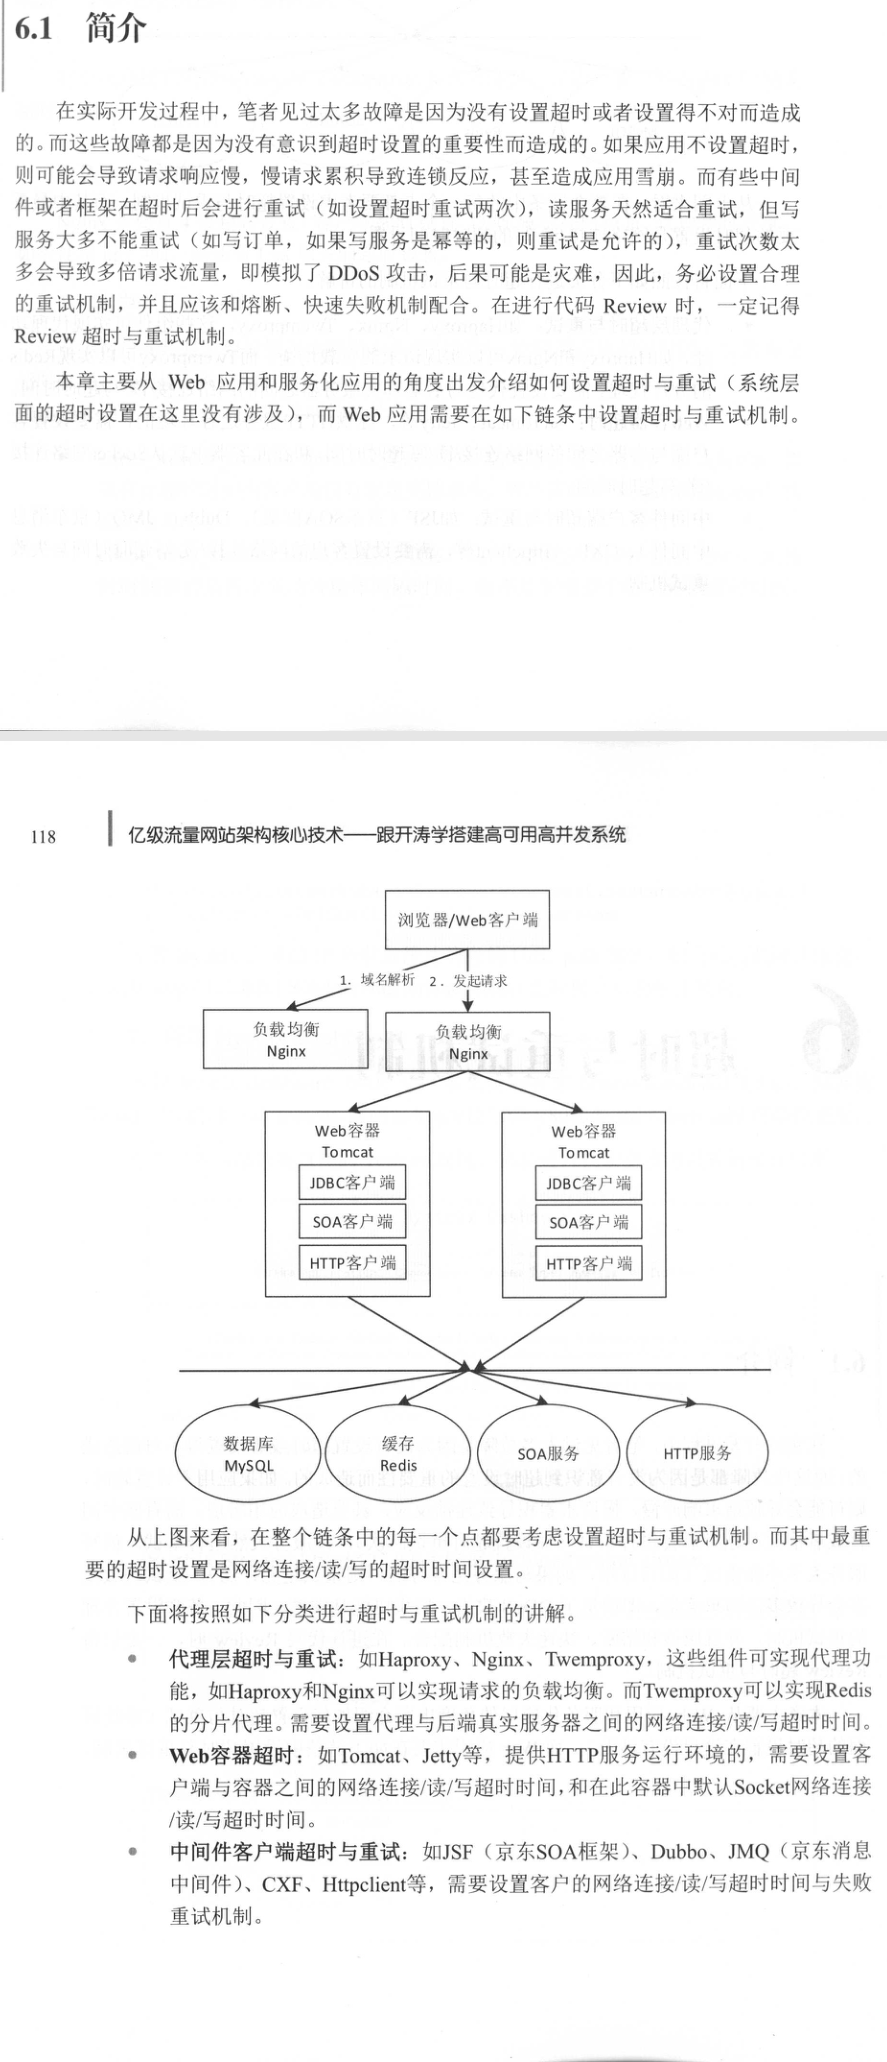 6.1 简介
在实际开发过程中，笔者见过太多故障是因为没有设置超时或者设置得不对而造成
的。而这些故障都是因为没有意识到超时设置的重要性而造成的。如果应用不设置超时，
则可能会导致请求响应慢，慢请求累积导致连锁反应，甚至造成应用雪崩。而有些中间
件或者框架在超时后会进行重试（如设置超时重试两次），读服务天然适合重试，但写
服务大多不能重试（如写订单，如果写服务是幂等的，则重试是允许的），重试次数太
多会导致多倍请求流量，即模拟了 DDoS 攻击，后果可能是灾难，因此，务必设置合理
的重试机制，并且应该和熔断、快速失败机制配合。在进行代码 Review 时，一定记得
Review 超时与重试机制。
本章主要从 Web 应用和服务化应用的角度出发介绍如何设置超时与重试（系统层
面的超时设置在这里没有涉及），而 Web 应用需要在如下链条中设置超时与重试机制。
118 亿级流量网站架构核心技术——跟开涛学搭建高可用高并发系统
浏览器/Web客户端
1．域名解析 2．发起请求
负载均衡
Nginx
负载均衡
Nginx
Web容器
Tomcat
JDBC客户端
SOA客户端
HTTP客户端
Web容器
Tomcat
JDBC客户端
SOA客户端
HTTP客户端
数据库
MySQL
缓存
Redis
SOA服务
HTTP服务
从上图来看，在整个链条中的每一个点都要考虑设置超时与重试机制。而其中最重
要的超时设置是网络连接/读/写的超时时间设置。
下面将按照如下分类进行超时与重试机制的讲解。
● 代理层超时与重试：如Haproxy、Nginx、Twemproxy，这些组件可实现代理功
能，如Haproxy和Nginx可以实现请求的负载均衡。而Twemproxy可以实现Redis
的分片代理。需要设置代理与后端真实服务器之间的网络连接/读/写超时时间。
● Web容器超时：如Tomcat、Jetty等，提供HTTP服务运行环境的，需要设置客
户端与容器之间的网络连接/读/写超时时间，和在此容器中默认Socket网络连接
/读/写超时时间。
● 中间件客户端超时与重试：如JSF（京东SOA框架）、Dubbo、JMQ（京东消息
中间件）、CXF、Httpclient等，需要设置客户的网络连接/读/写超时时间与失败
重试机制。